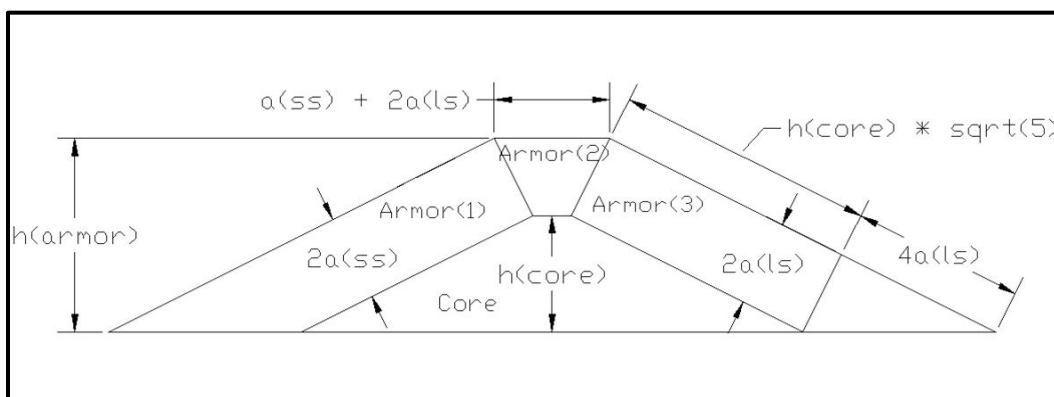 a(ss) + 2a(ls)
h(core) * sqrt(5)
Armor(2)
Armor(1)
Armor(3)
h(armor)
2a(ss)
h(core)
2a(ls)
4a(ls)
Core